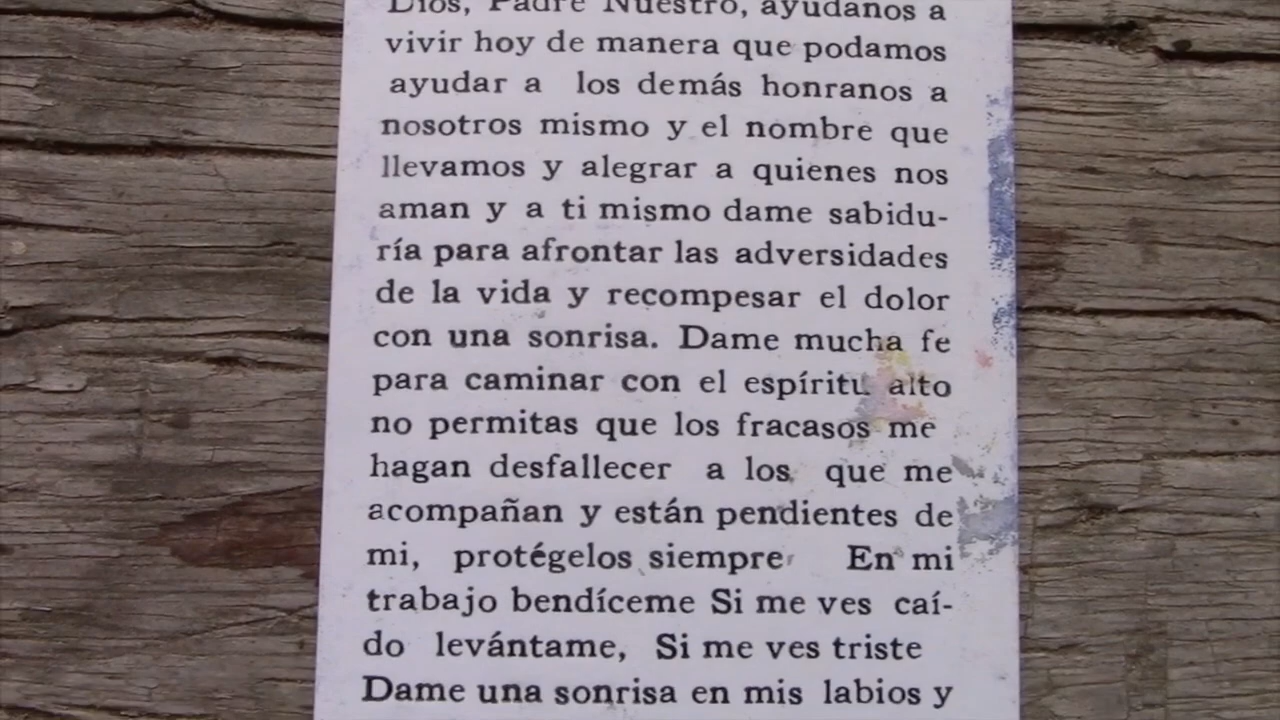 Dios, Padre Nuestro, ayudanos a
vivir hoy de manera que podamos
ayudar a los demás honranos a
nosotros mismo y el nombre que
llevamos y alegrar a quienes nos
aman y a ti mismo dame sabidu-
ría para afrontar las adversidades
de la vida y recompesar el dolor
con una sonrisa. Dame mucha fe
para caminar con el espíritu alto
no permitas que los fracasos me
hagan desfallecer a los que me
acompañan y están pendientes de
mi, protégelos siempre En mi
trabajo bendíceme Si me ves caí-
do levántame, Si me ves triste
Dame una sonrisa en mis labios y